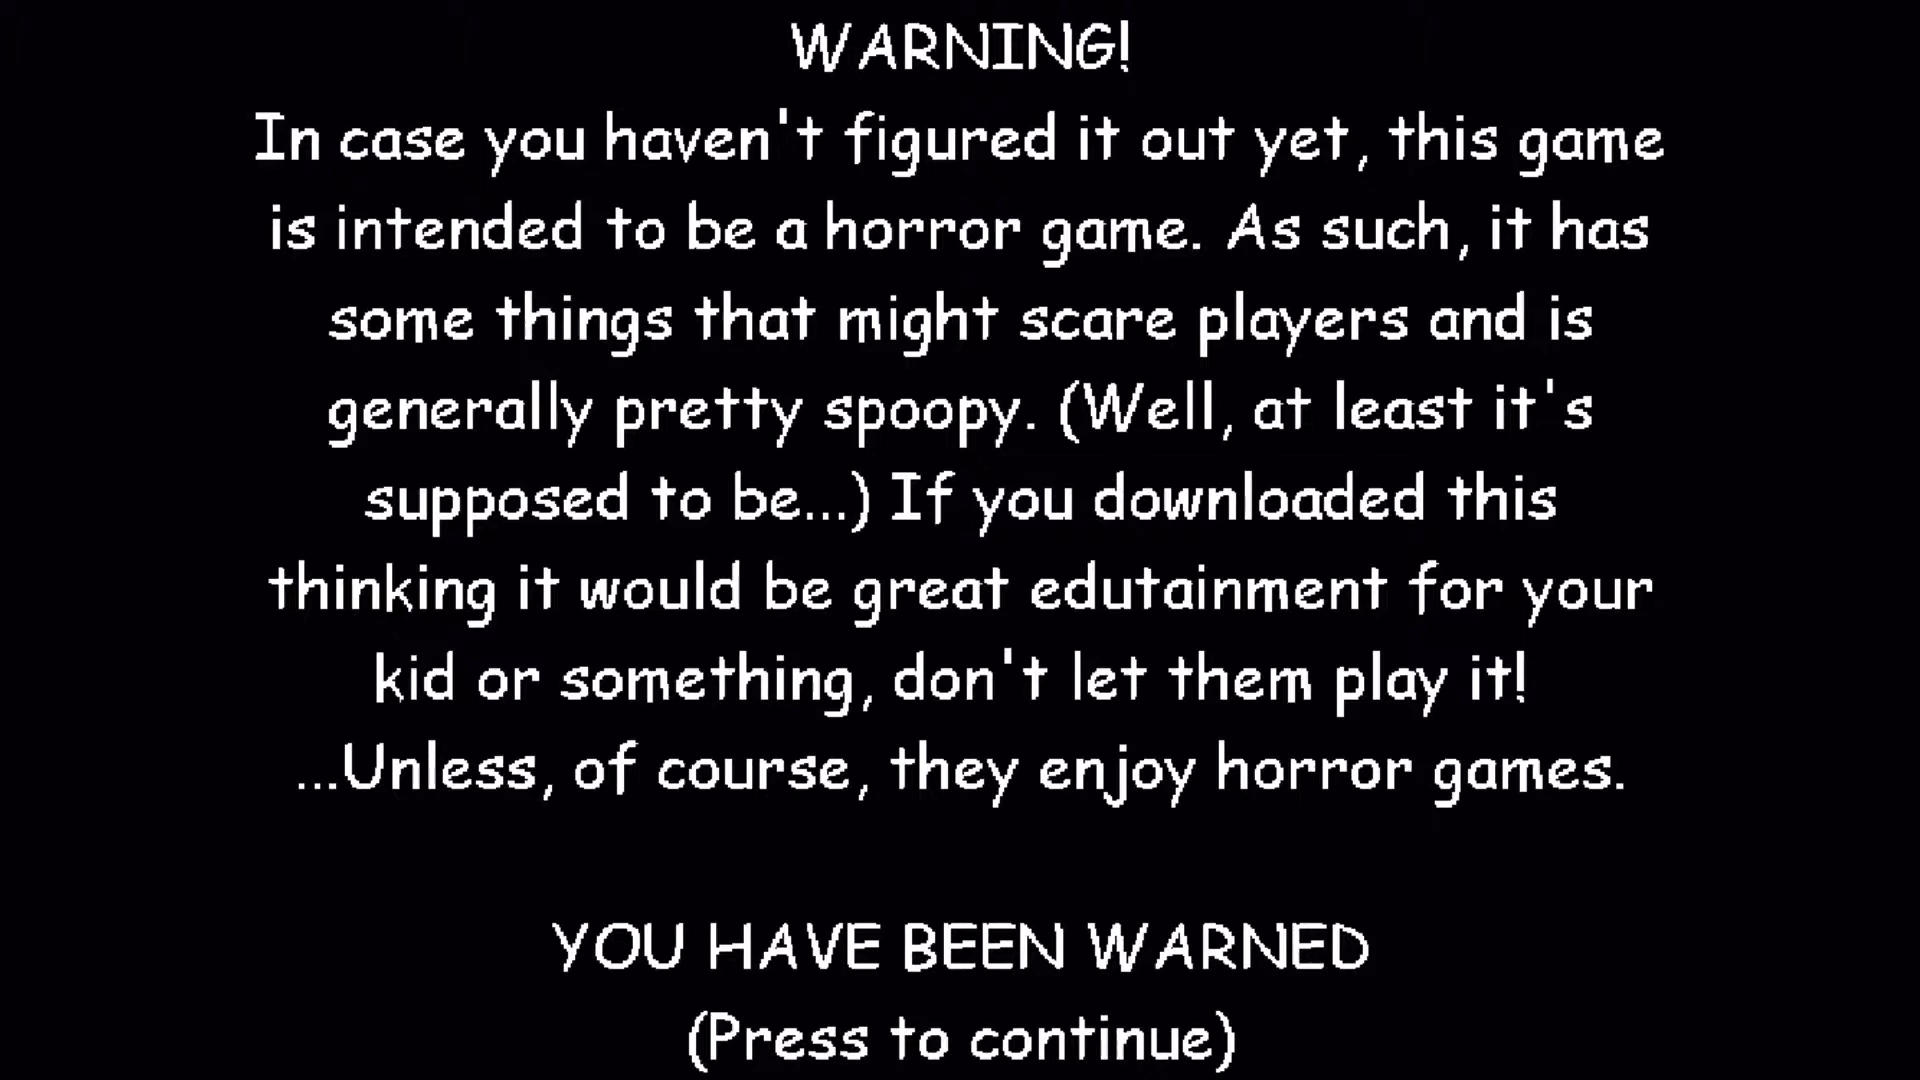 WARNING!
In case you haven't figured it out yet, this game
is intended to be a horror game. As such, it has
some things that might scare players and is
generally pretty spoopy. (Well, at least it's
supposed to be...) If you downloaded this
thinking it would be great edutainment for your
kid or something, don't let them play it!
...Unless, of course, they enjoy horror games.
YOU HAVE BEEN WARNED
(Press to continue)